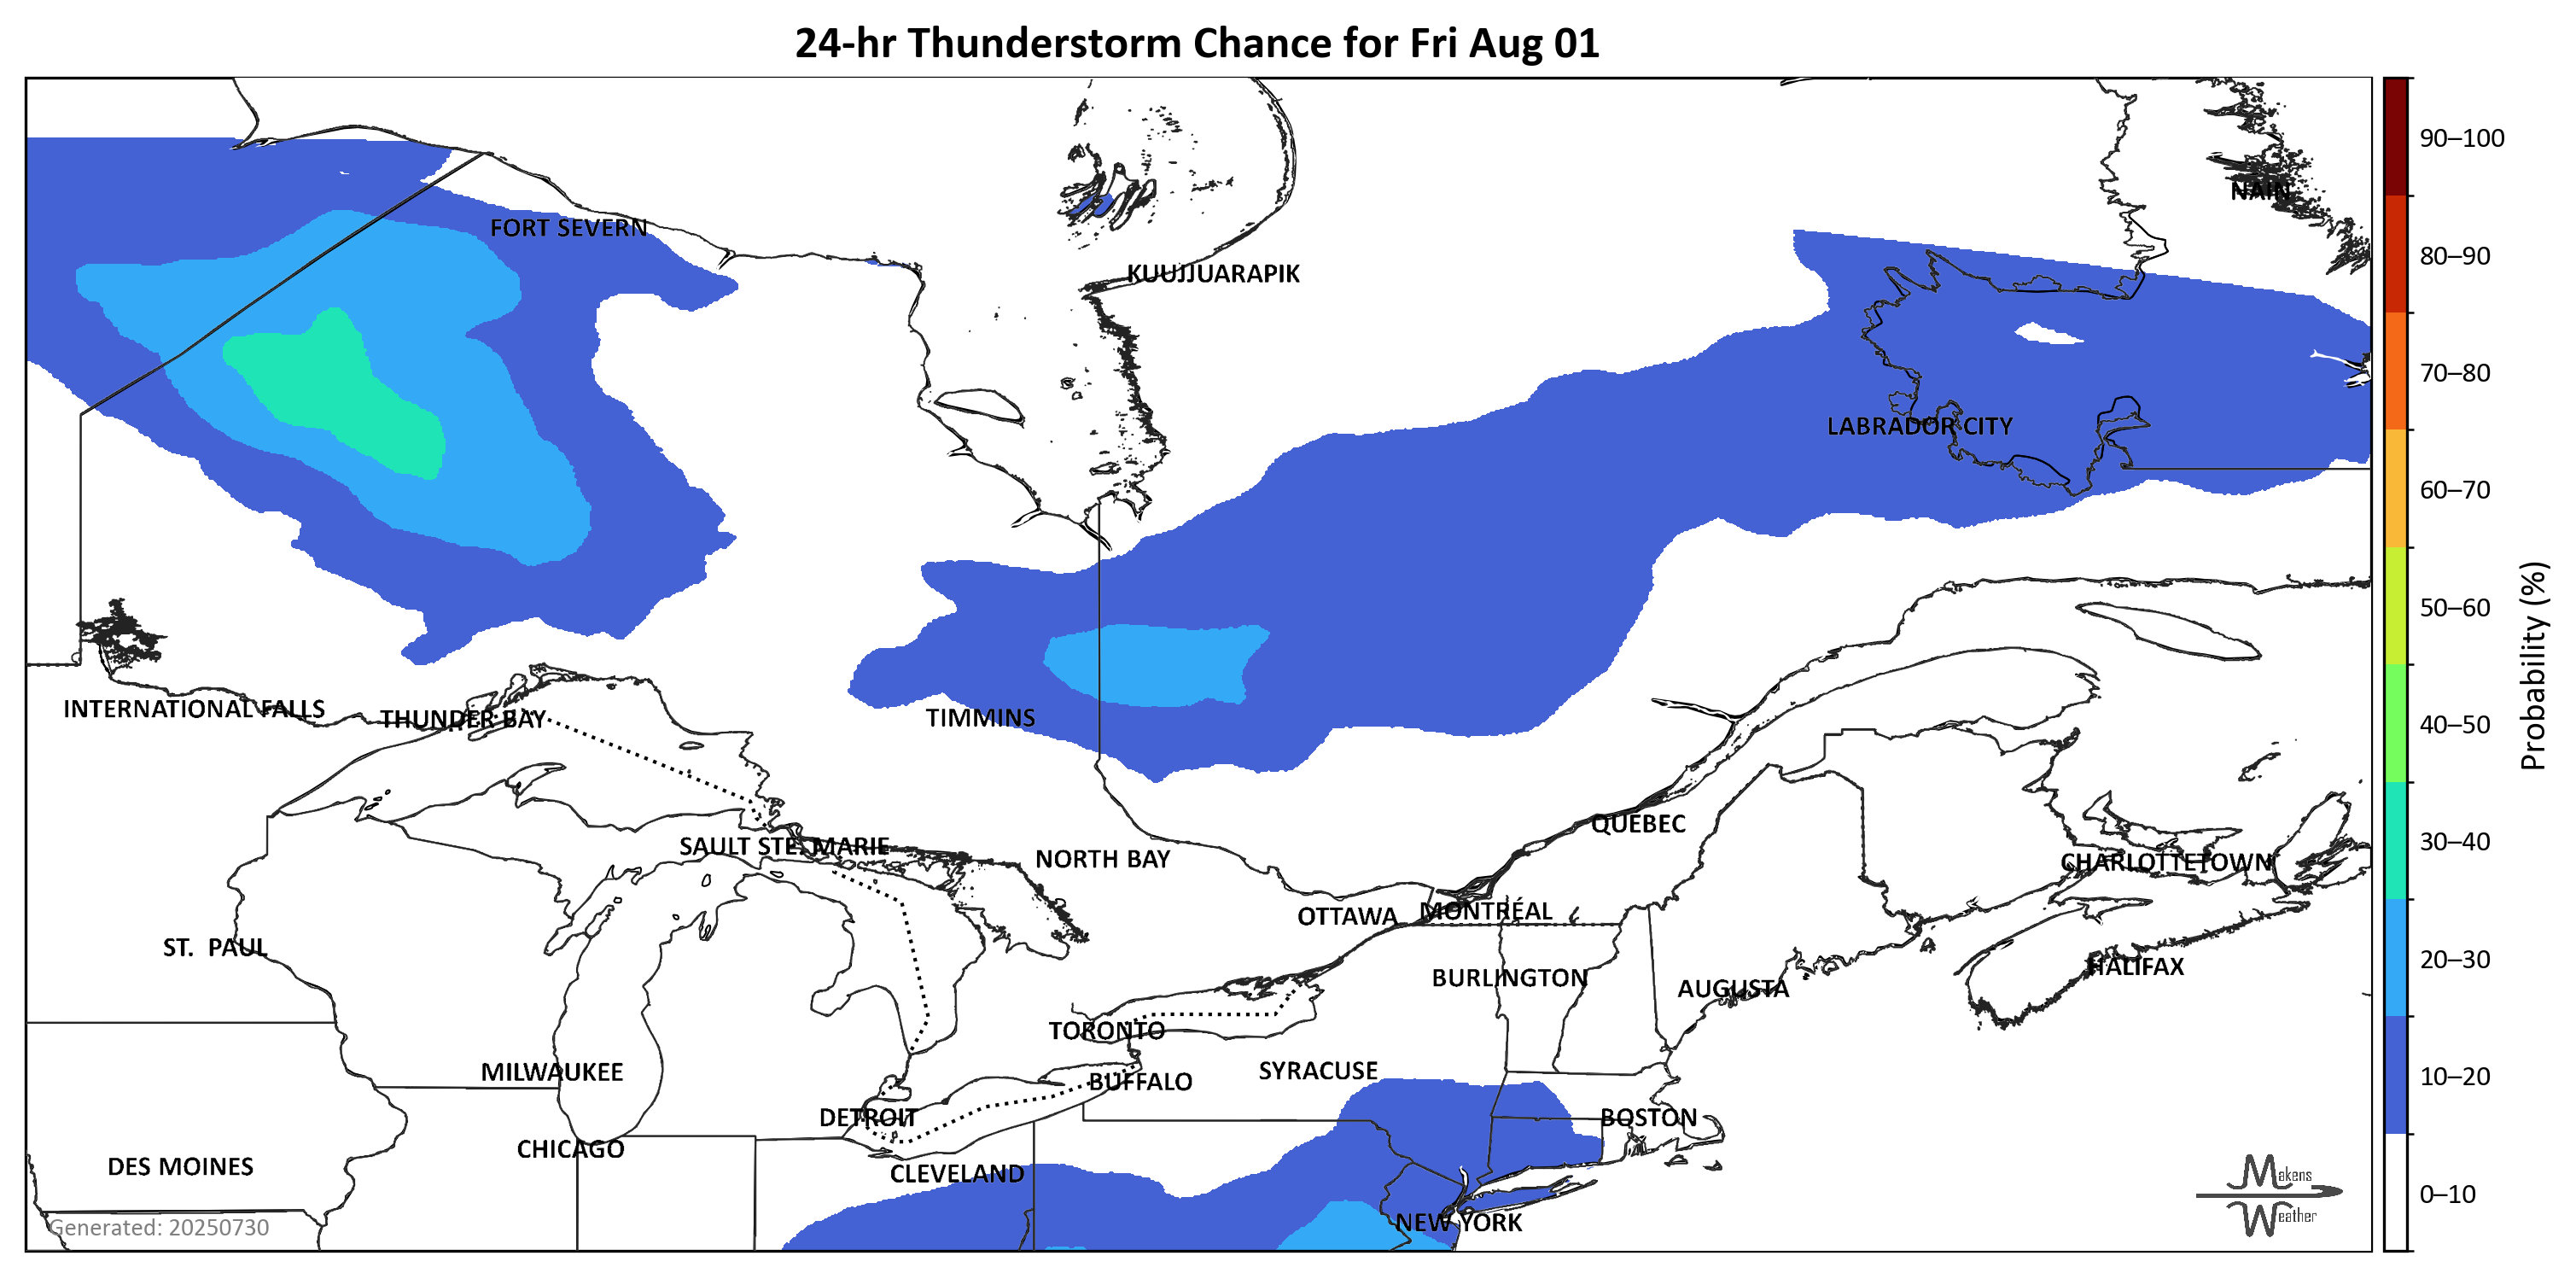 24-hr Thunderstorm Chance for Fri Aug 01
90–100
NAIN
FORT SEVERN
80–90
KUUJJUARAPIK
70–80
LABRADOR CITY
60–70
50–60
Probability (%)
INTERNATIONAL FALLS
THUNDER BAY
TIMMINS
40–50
QUEBEC
SAULT STE. MARIE
NORTH BAY
CHARLOTTETOWN
30–40
OTTAWA
MONTRÉAL
ST. PAUL
HALIFAX
20–30
BURLINGTON
AUGUSTA
TORONTO
MILWAUKEE
SYRACUSE
BUFFALO
10–20
DETROIT
BOSTON
CHICAGO
DES MOINES
CLEVELAND
Makens
Weather
0–10
NEW YORK
Generated: 20250730